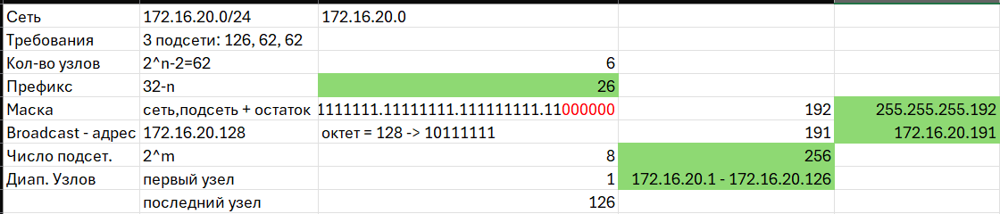 Сеть 172.16.20.0/24 172.16.20.0
Требования 3 подсети: 126, 62, 62
Кол-во узлов 2^n-2=62 6
Префикс 32-n 26
Маска сеть,подсеть + остаток 1111111.11111111.111111111.11000000 192 255.255.255.192
Broadcast - адрес 172.16.20.128 октет = 128 -> 10111111 191 172.16.20.191
Число подсет. 2^m 8 256
Диап. Узлов первый узел 1 172.16.20.1 - 172.16.20.126
последний узел 126